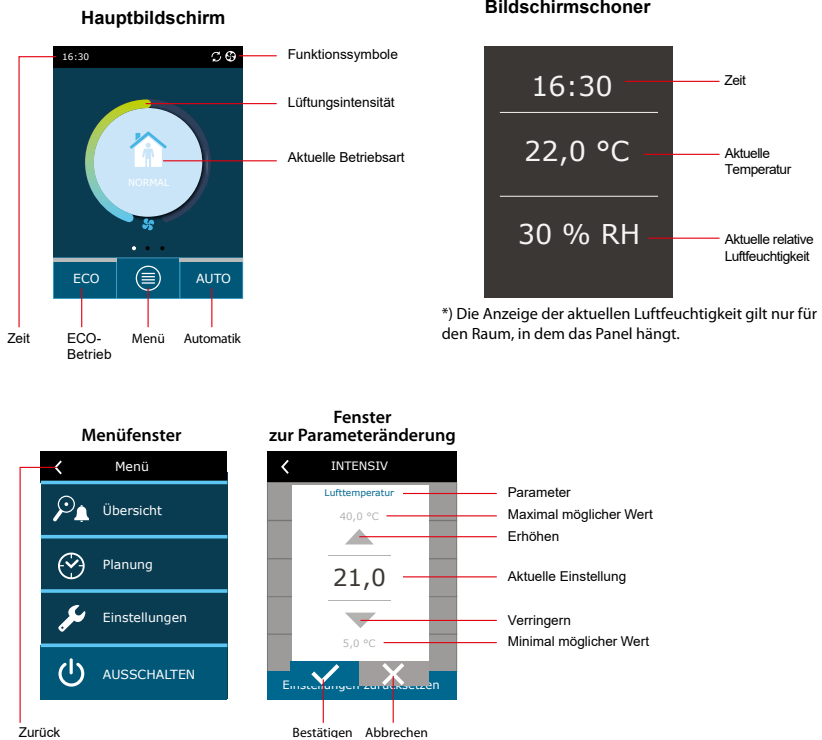 Hauptbildschirm
16:30
Funktionssymbole
Lüftungsintensität
Aktuelle Betriebsart
NORMAL
ECO
AUTO
Zeit
ECO-
Betrieb
Menü
Automatik
Bildschirmschoner
16:30
Zeit
22,0 °C
Aktuelle
Temperatur
30 % RH
Aktuelle relative
Luftfeuchtigkeit
*) Die Anzeige der aktuellen Luftfeuchtigkeit gilt nur für
den Raum, in dem das Panel hängt.
Menüfenster
Menü
Übersicht
Planung
Einstellungen
AUSSCHALTEN
Zurück
Fenster
zur Parameteränderung
INTENSIV
Lufttemperatur
Parameter
40,0 °C
Maximal möglicher Wert
Erhöhen
21,0
Aktuelle Einstellung
Verringern
5,0 °C
Minimal möglicher Wert
Einstellungen zurücksetzen
Bestätigen
Abbrechen